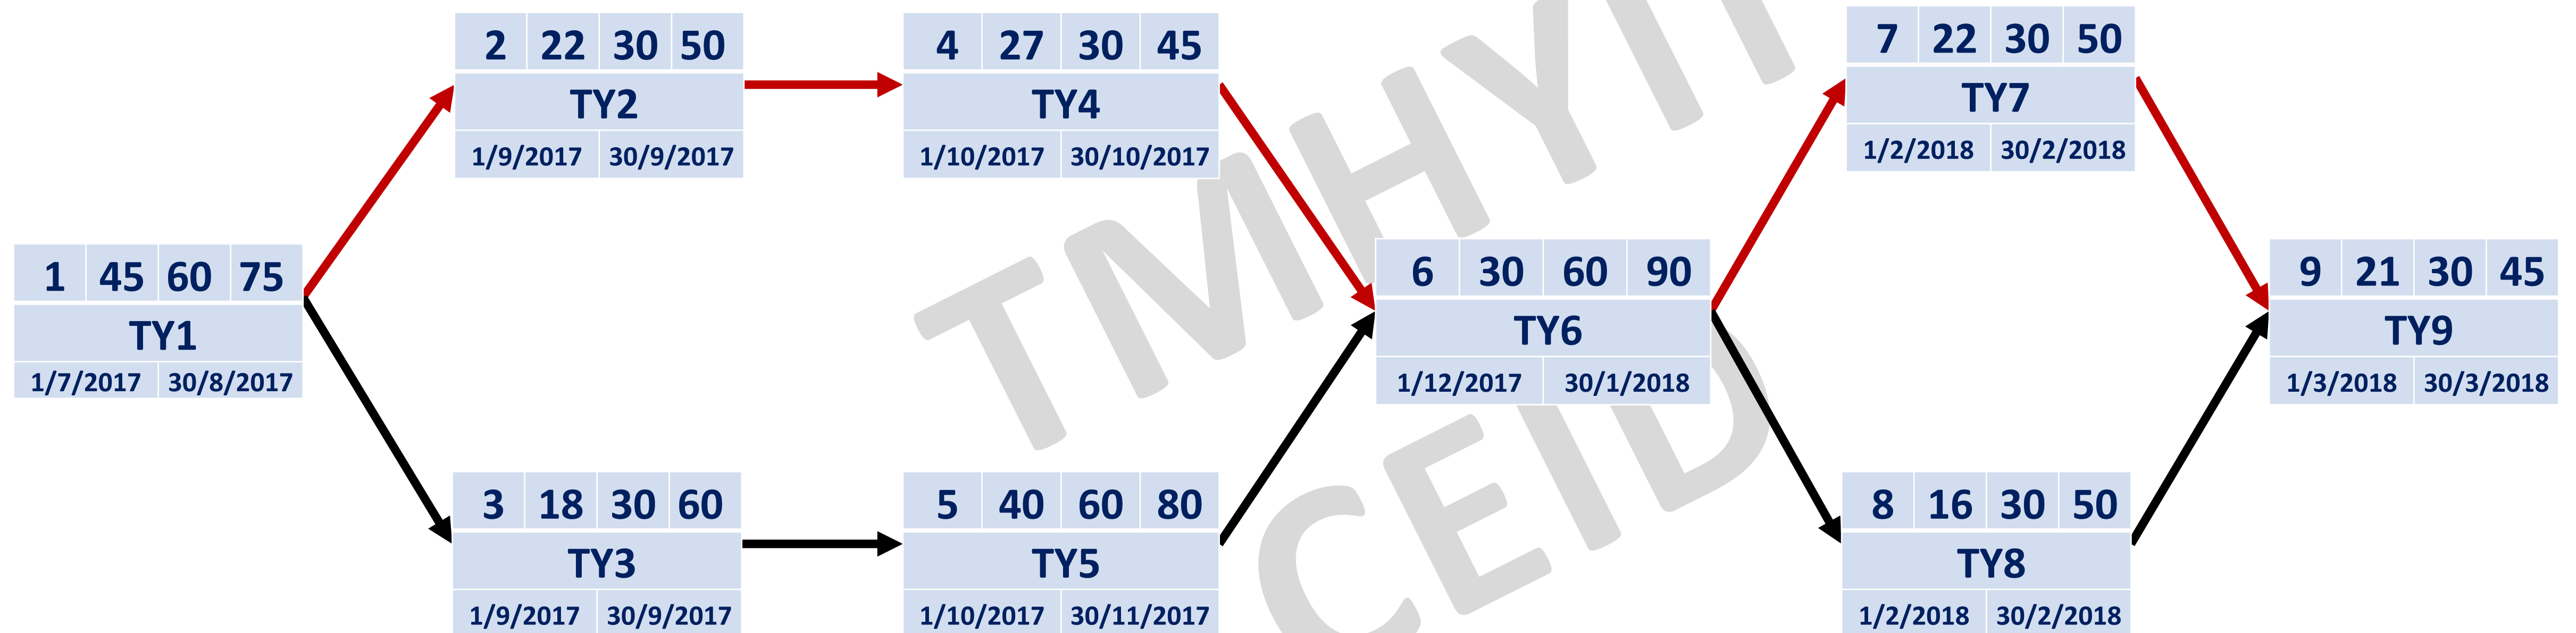 2 22 30 50
TY2
1/9/2017 30/9/2017
4 27 30 45
TY4
1/10/2017 30/10/2017
7 22 30 50
TY7
1/2/2018 30/2/2018
1 45 60 75
TY1
1/7/2017 30/8/2017
6 30 60 90
TY6
1/12/2017 30/1/2018
9 21 30 45
TY9
1/3/2018 30/3/2018
3 18 30 60
TY3
1/9/2017 30/9/2017
5 40 60 80
TY5
1/10/2017 30/11/2017
8 16 30 50
TY8
1/2/2018 30/2/2018
CEID